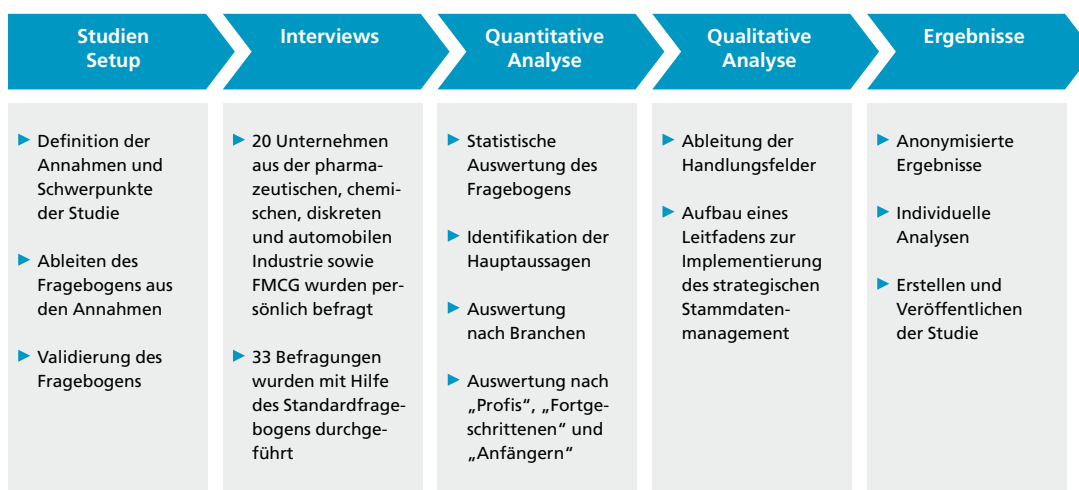 Studien
Setup
Interviews
Quantitative
Analyse
Qualitative
Analyse
Ergebnisse
Definition der
Annahmen und
Schwerpunkte
der Studie
Ableiten des
Fragebogens aus
den Annahmen
Validierung des
Fragebogens
20 Unternehmen
aus der pharma-
zeutischen, chemi-
schen, diskreten
und automobilen
Industrie sowie
FMCG wurden per-
sönlich befragt
33 Befragungen
wurden mit Hilfe
des Standardfrage-
bogens durchge-
führt
Statistische
Auswertung des
Fragebogens
Identifikation der
Hauptaussagen
Auswertung
nach Branchen
Auswertung nach
„Profis“, „Fortge-
schrittenen“ und
„Anfängern“
Ableitung der
Handlungsfelder
Aufbau eines
Leitfadens zur
Implementierung
des strategischen
Stammdaten-
management
Anonymisierte
Ergebnisse
Individuelle
Analysen
Erstellen und
Veröffentlichen
der Studie